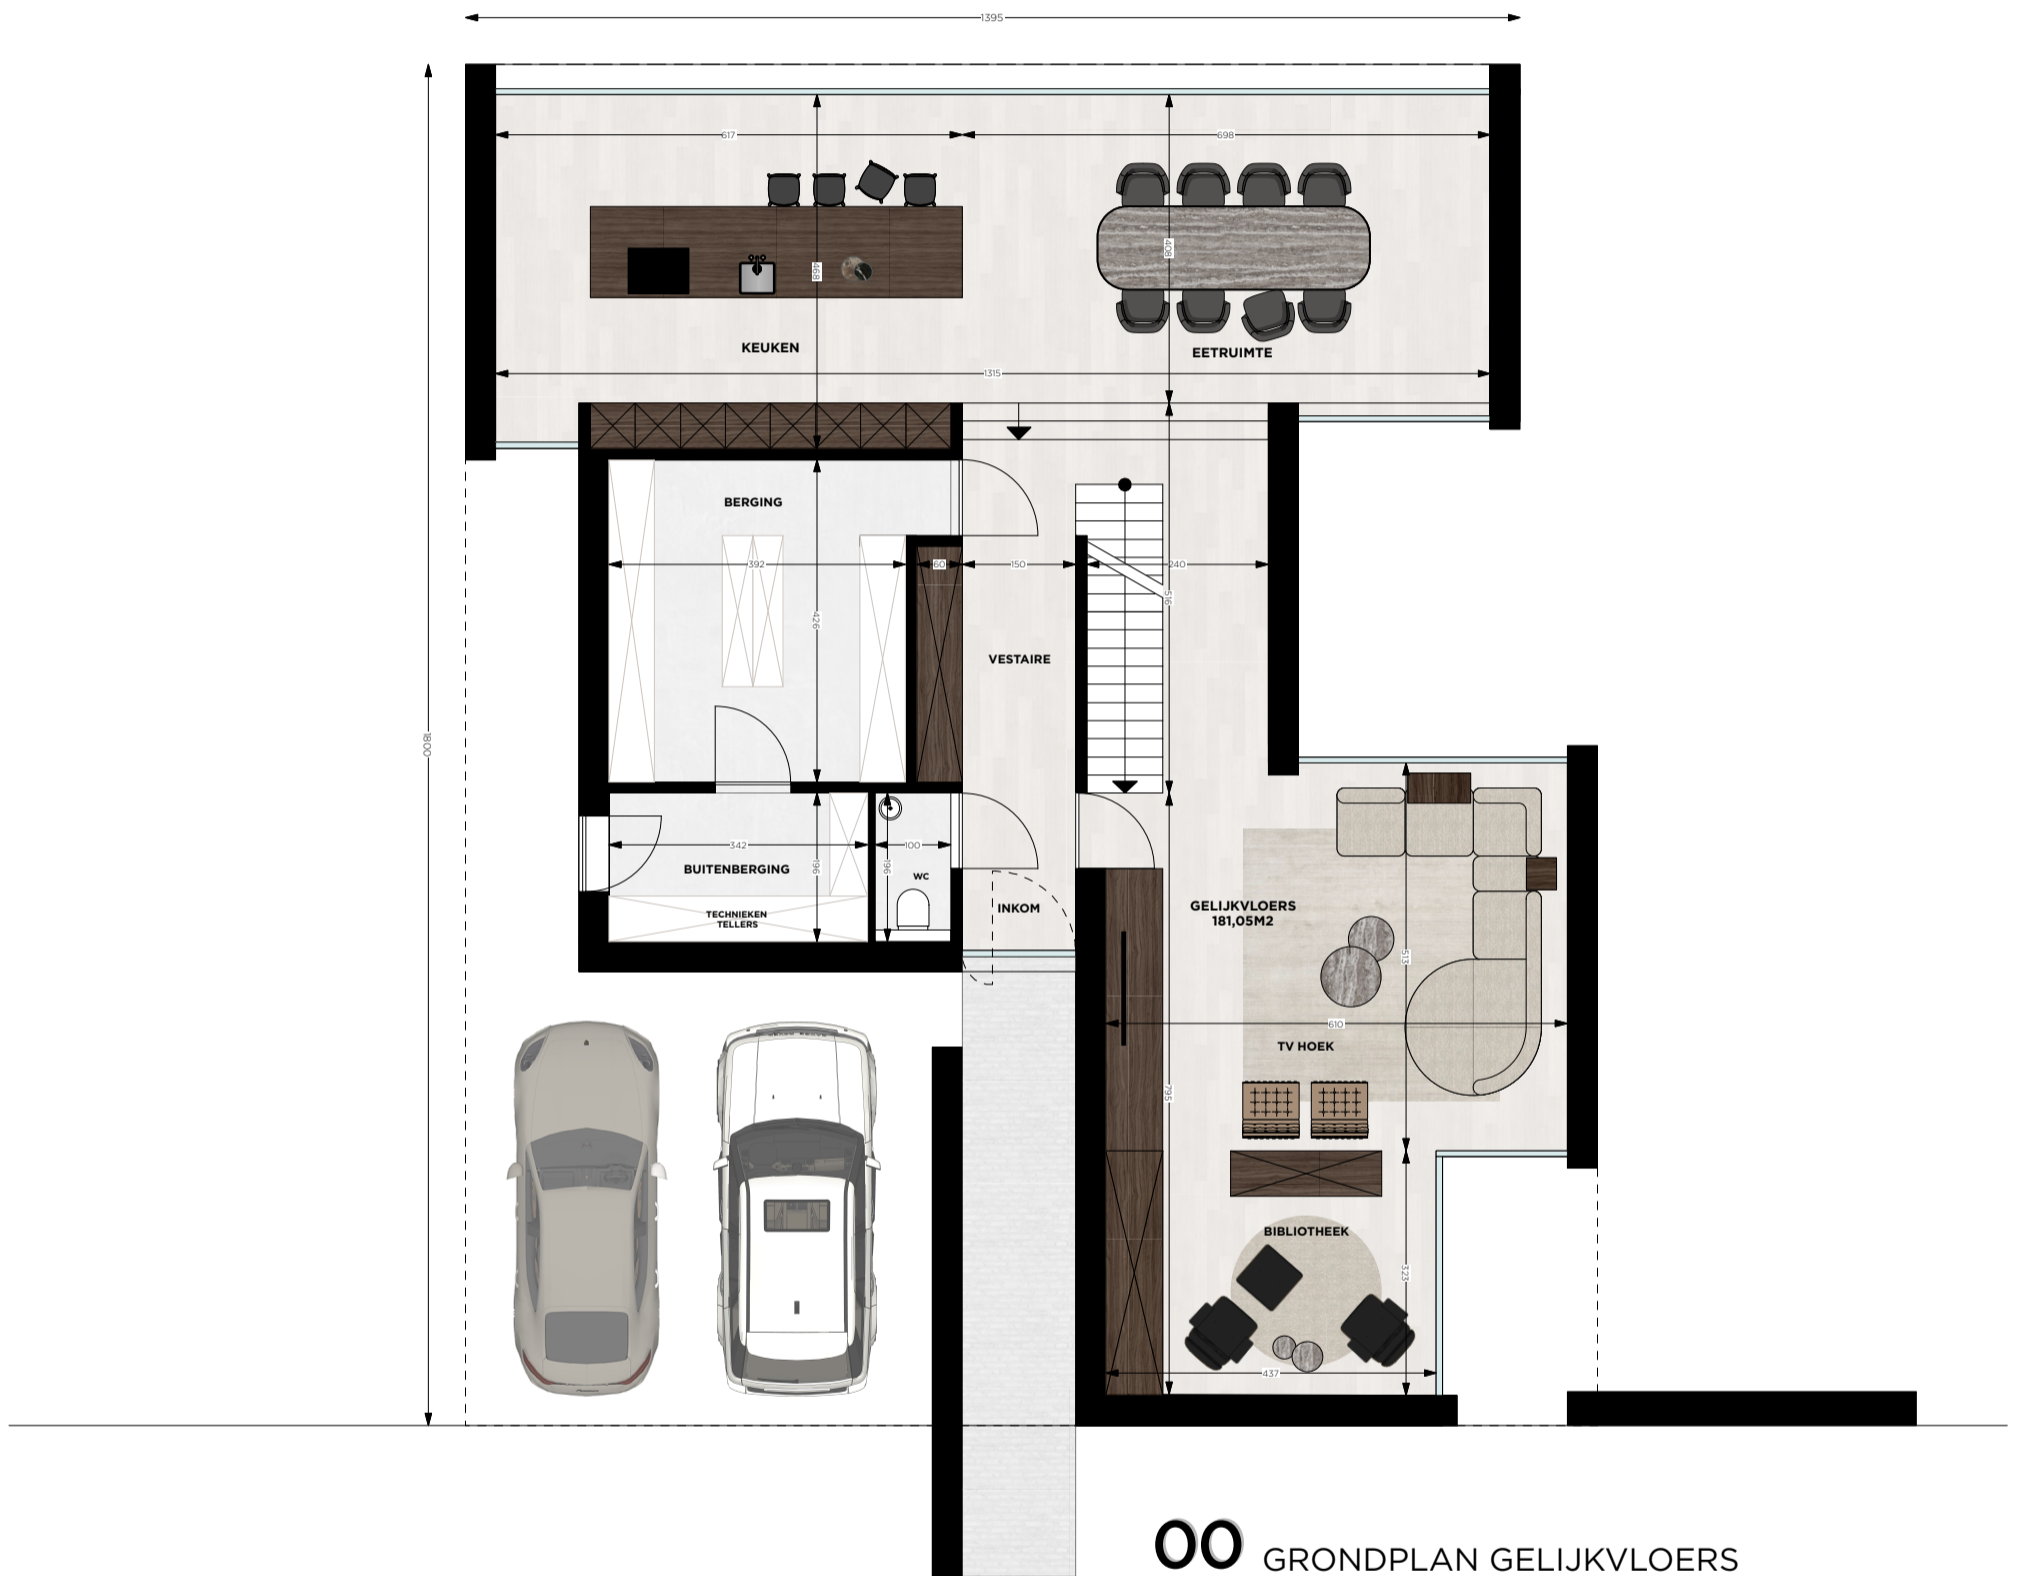 1395
617
698
468
408
KEUKEN
EETRUIMTE
1315
1800
BERGING
392
60
150
240
426
516
VESTAIRE
342
100
BUITENBERGING
196
196
WC
TECHNIEKEN
TELLERS
INKOM
GELIJKVLOERS
181,05M2
513
610
TV HOEK
795
BIBLIOTHEEK
323
437
00 GRONDPLAN GELIJKVLOERS